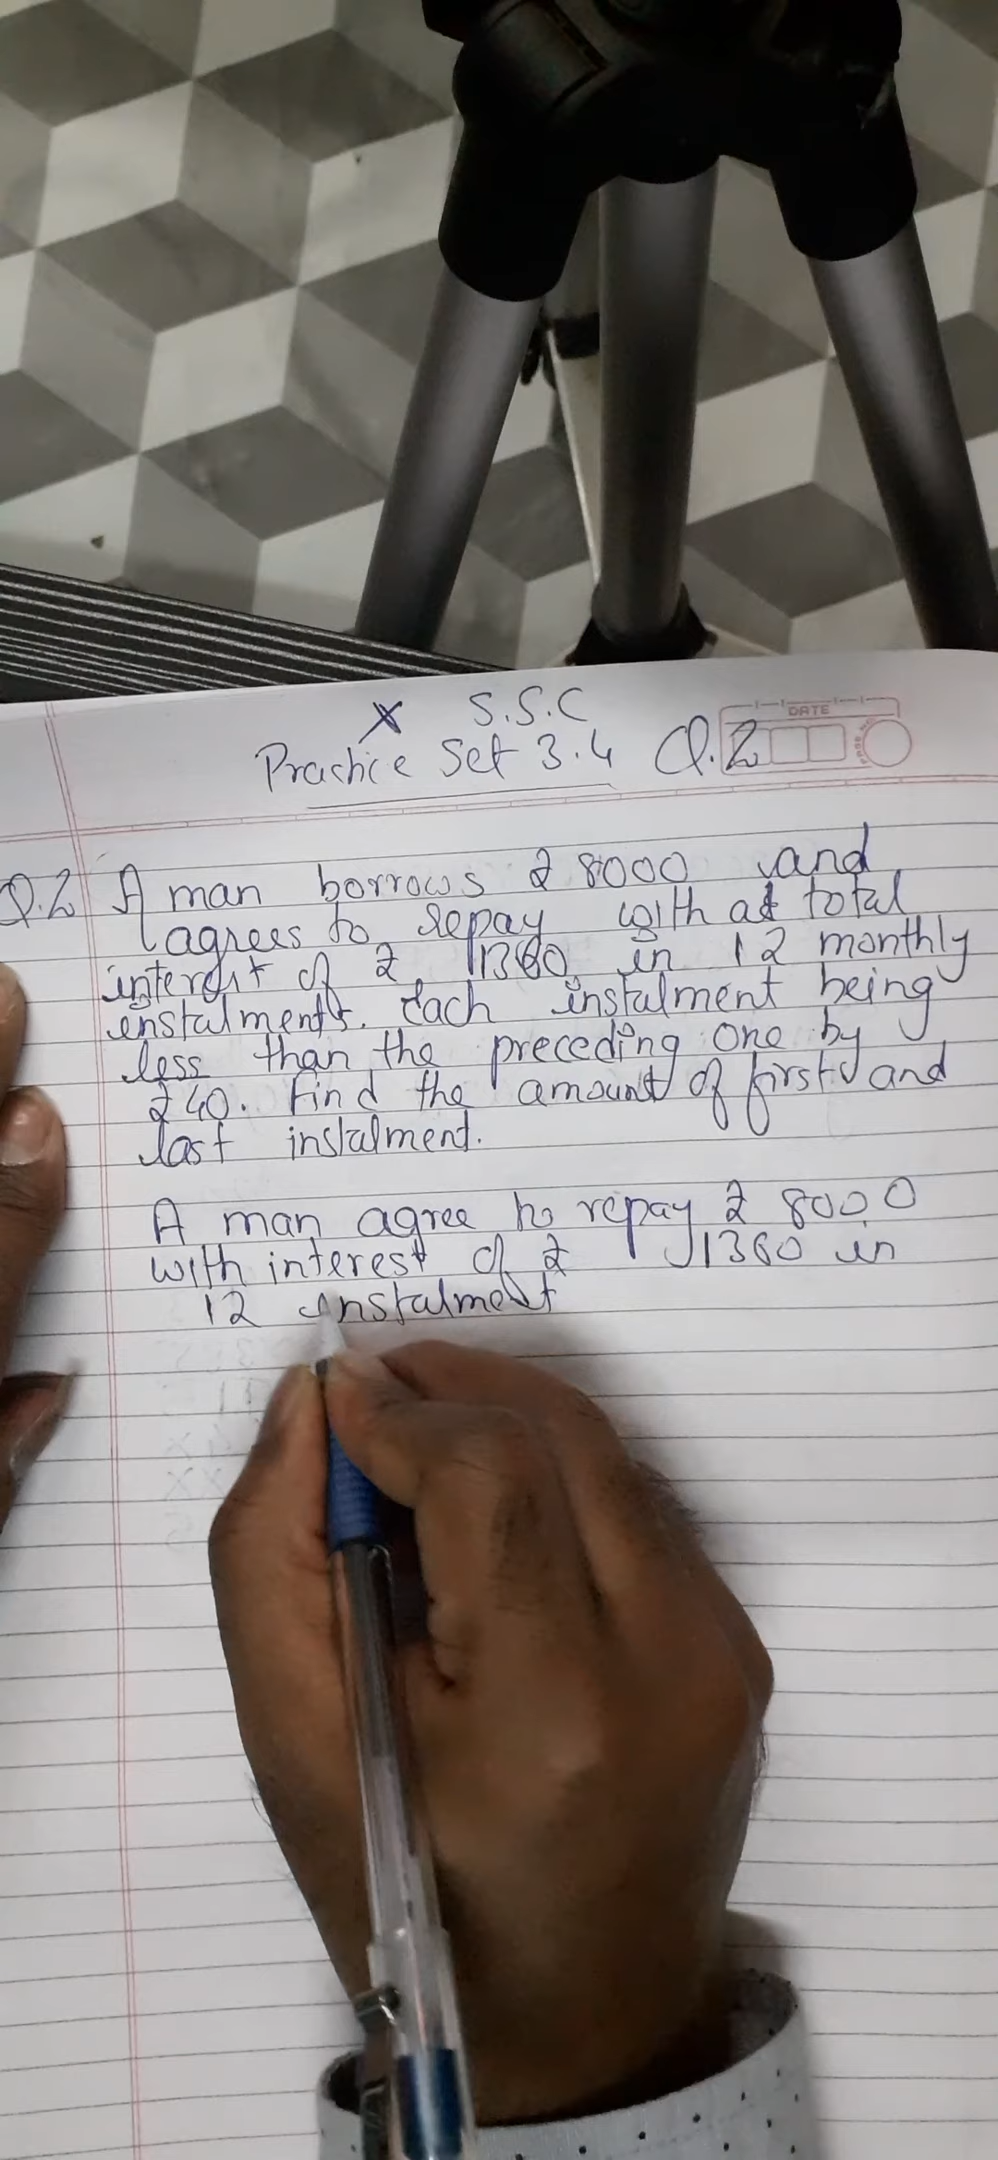 X S.S.C
Practice Set 3.4 Q.2
DATE
Q.2 A man borrows ₹ 8000 and
agrees to repay with a total
interest of ₹ 1360 in 12 monthly
instalments. Each instalment being
less than the preceding one by
₹ 40. Find the amount of first and
last instalment.
A man agree to repay ₹ 8000
with interest of ₹ 1360 in
12 instalment